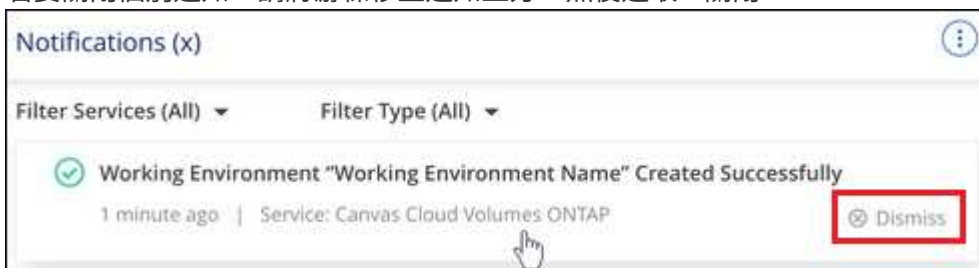 Notifications (x)
Filter Services (All)
Filter Type (All)
Working Environment “Working Environment Name” Created Successfully
1 minute ago | Service: Canvas Cloud Volumes ONTAP
Dismiss